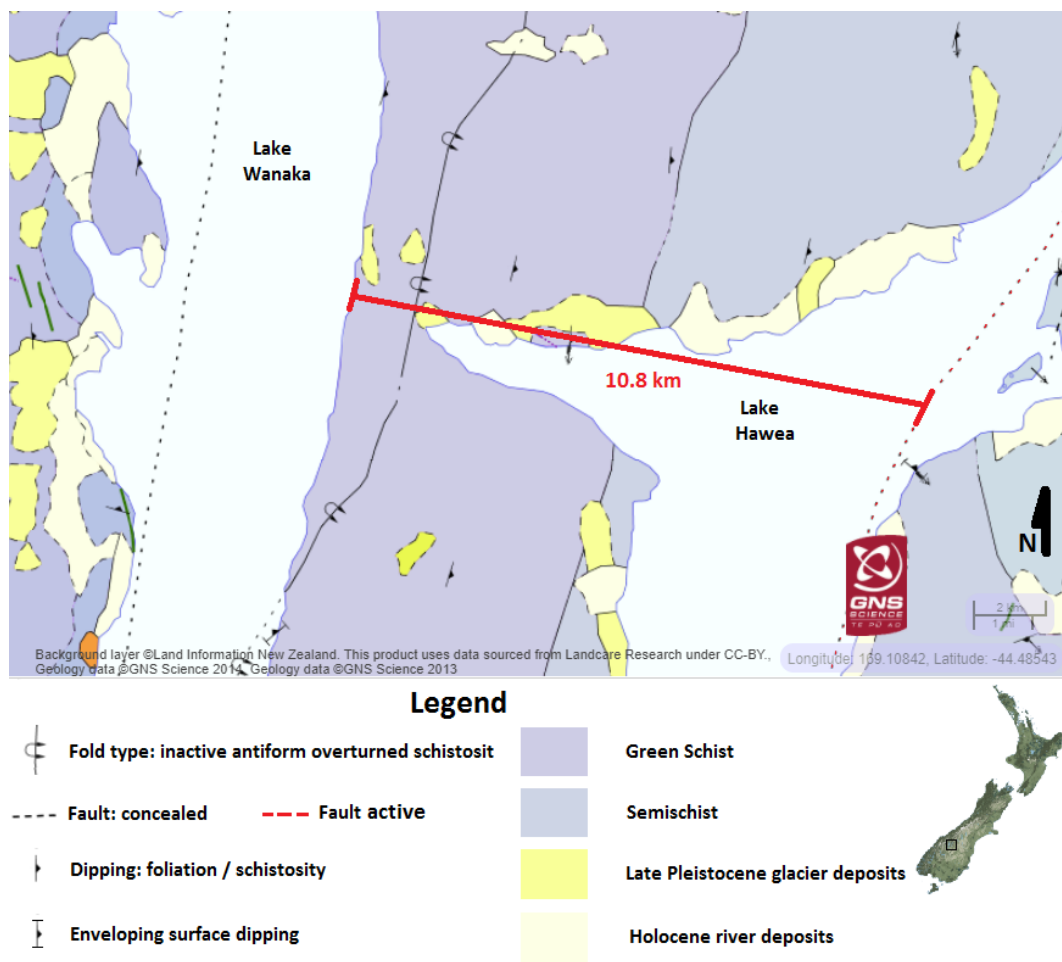 Lake
Wanaka
10.8 km
Lake
Hawea
N
GNS
SCIENCE
TE PŪ AO
2 km
1 mi
Background layer ©Land Information New Zealand. This product uses data sourced from Landcare Research under CC-BY.,
Geology data ©GNS Science 2014, Geology data ©GNS Science 2013
Longitude: 169.10842, Latitude: -44.48543
Legend
Fold type: inactive antiform overturned schistosit
Green Schist
Fault: concealed
Fault active
Semischist
Dipping: foliation / schistosity
Late Pleistocene glacier deposits
Enveloping surface dipping
Holocene river deposits